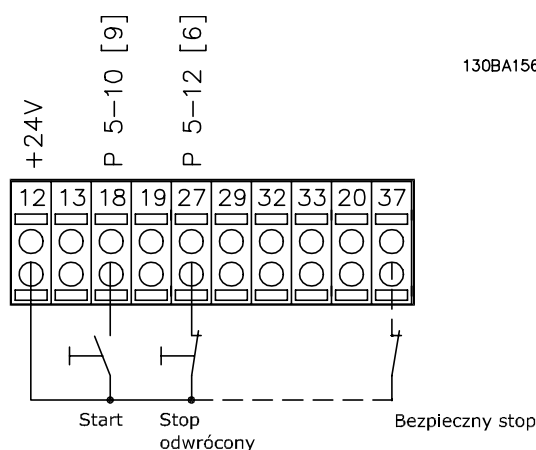 130BA156
+24V
P 5-10 [9]
P 5-12 [6]
12 13 18 19 27 29 32 33 20 37
Start
Stop
odwrócony
Bezpieczny stop